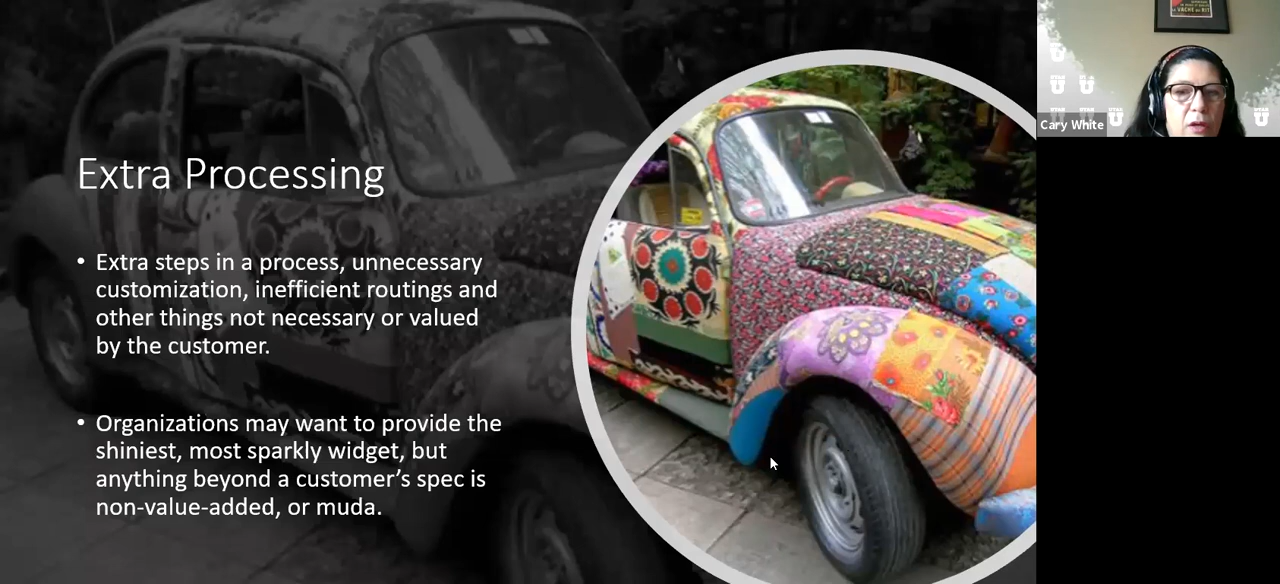 Extra Processing
• Extra steps in a process, unnecessary
customization, inefficient routings and
other things not necessary or valued
by the customer.
• Organizations may want to provide the
shiniest, most sparkly widget, but
anything beyond a customer’s spec is
non-value-added, or muda.
Cary White